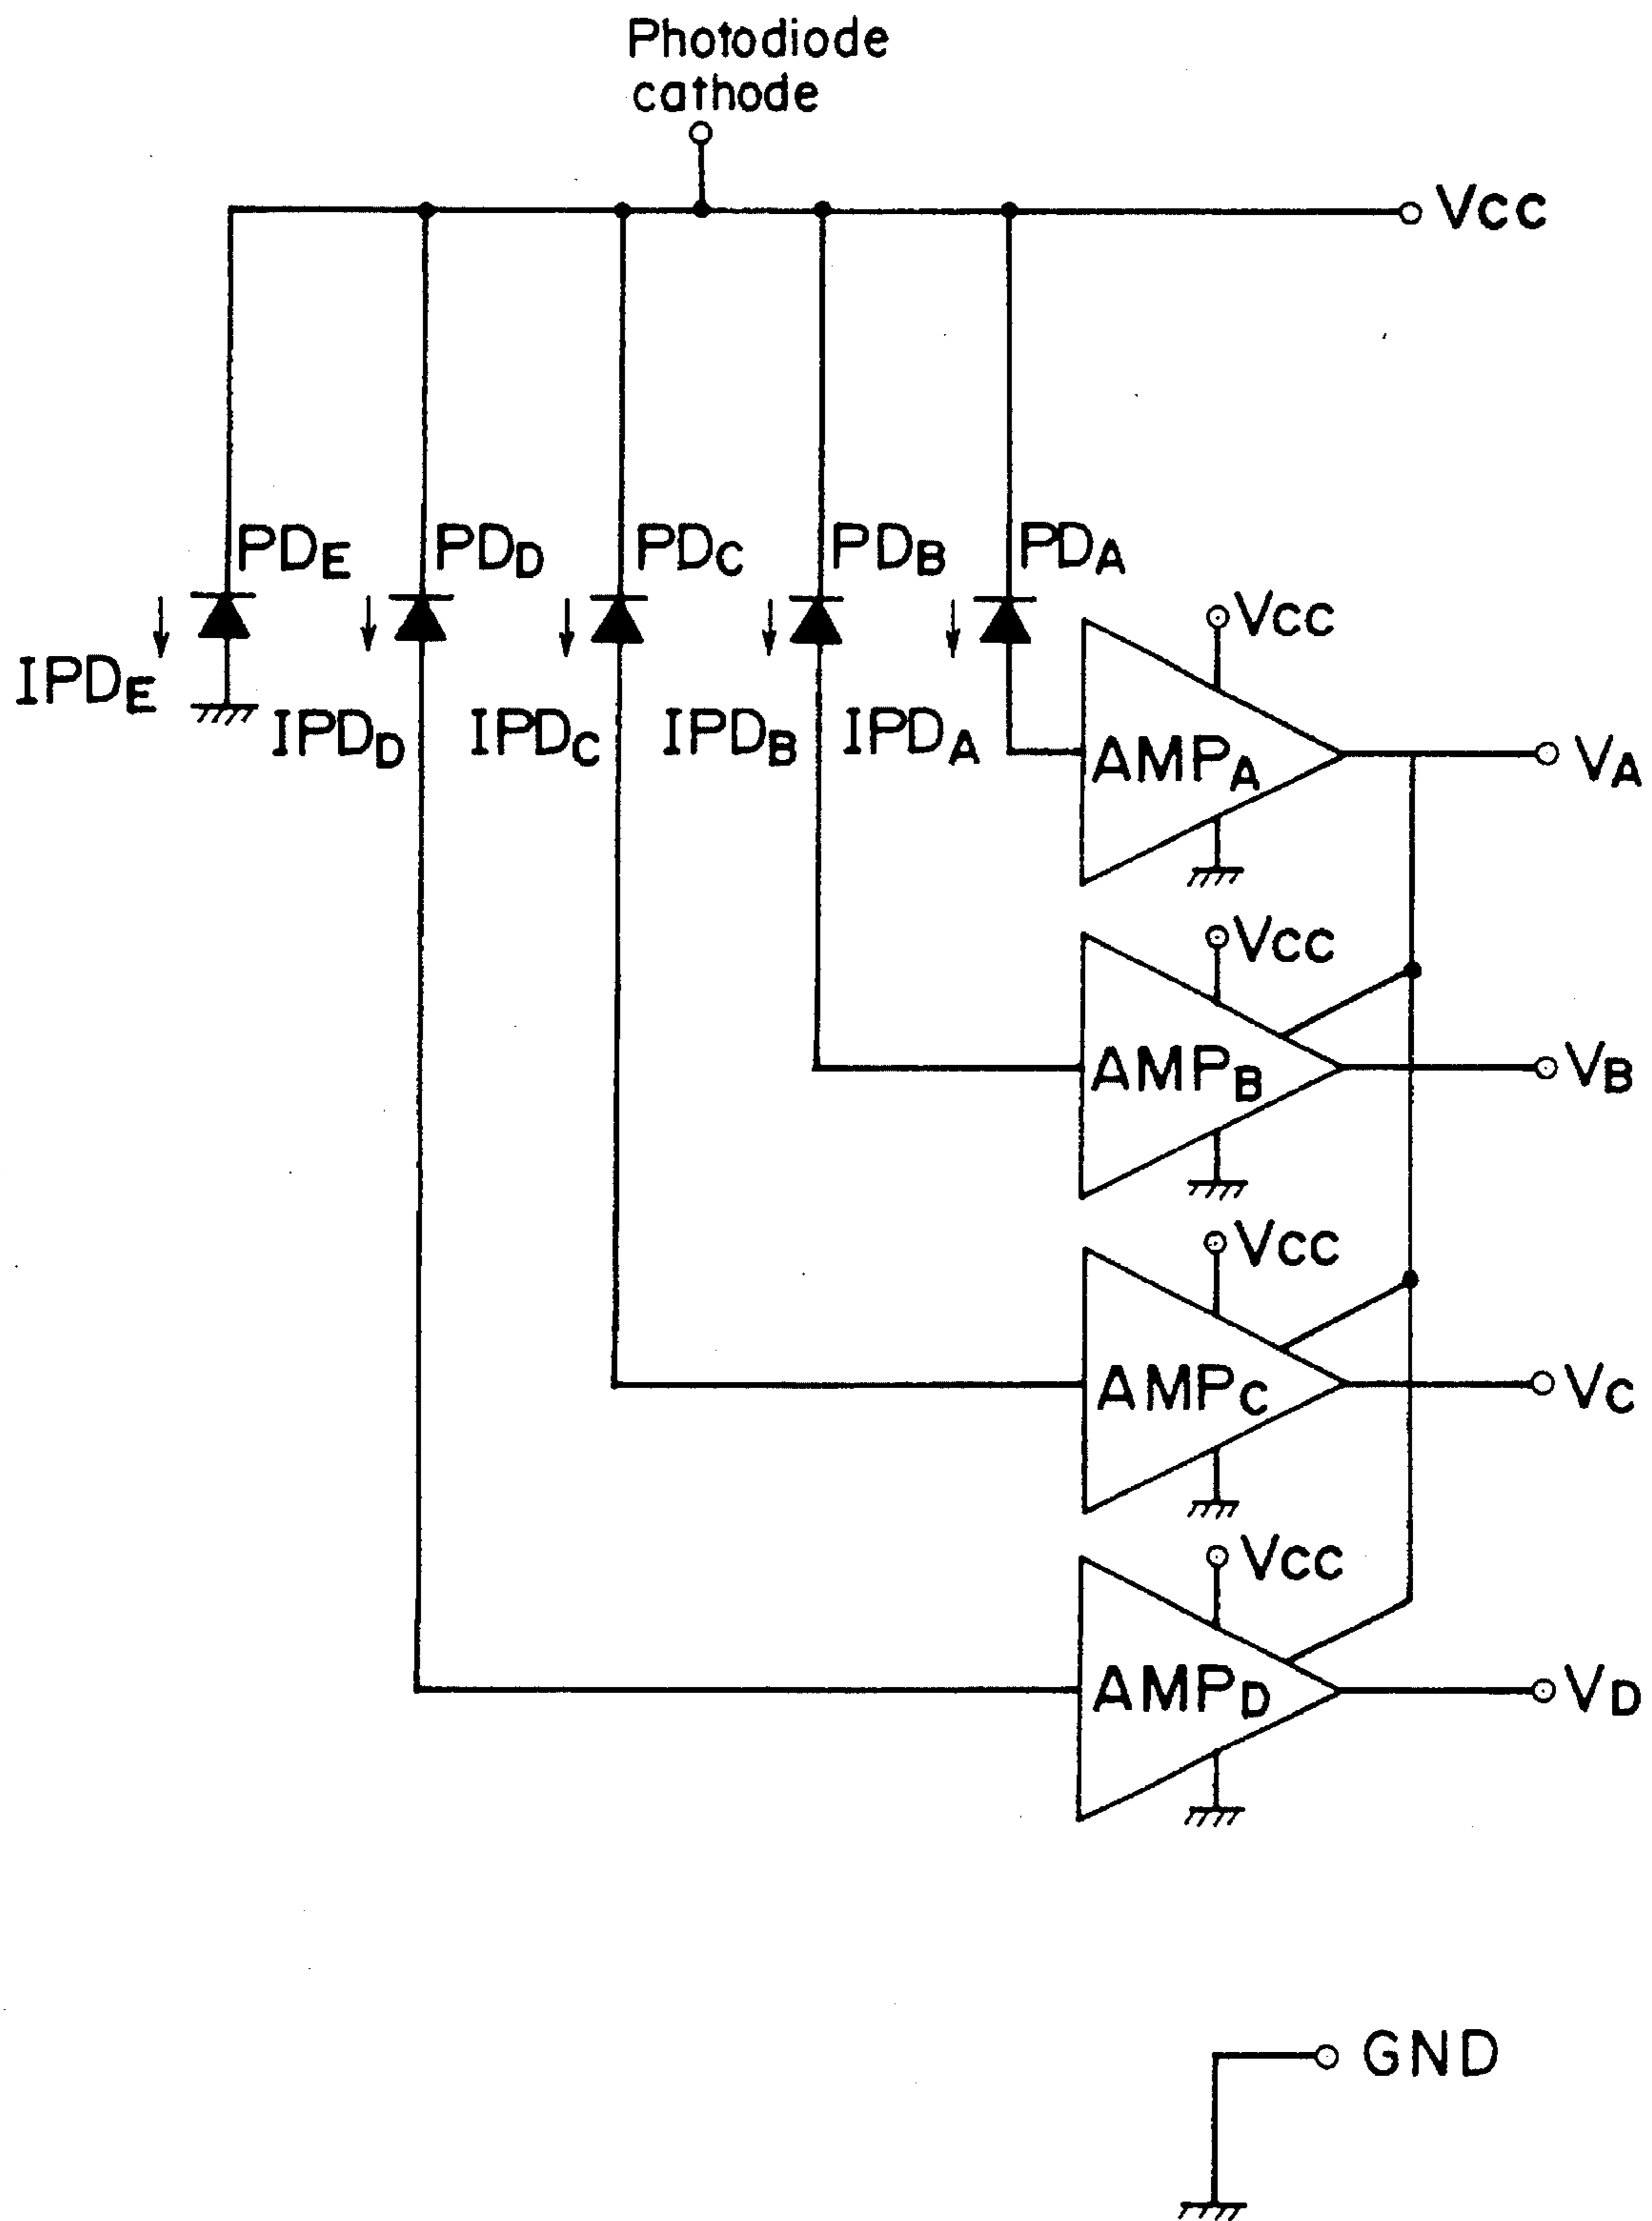 Photodiode
cathode
Vcc
PDE PDD PDC PDB PDA
Vcc
IPDE
IPDD IPDC IPDB IPDA
AMPA
VA
Vcc
AMPB
VB
Vcc
AMPC
VC
Vcc
AMPD
VD
GND